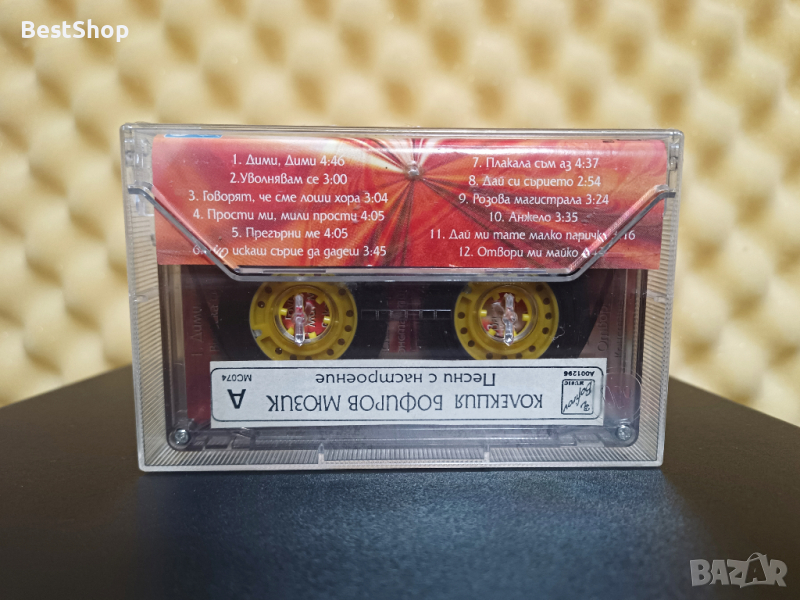 BestShop
1. Дими, Дими 4:46
2. Уволнявам се 3:00
3. Говорят, че сме лоши хора 3:04
4. Прости ми, мили прости 4:05
5. Прегърни ме 4:05
искаш сърце да дадеш 3:45
7. Плакала съм аз 4:37
8. Дай си сърцето 2:54
9. Розова магистрала 3:24
10. Анжело 3:35
11. Дай ми тате малко парички
12. Отвори ми майко
КОЛЕКЦИЯ БОФИРОВ МЮЗИК
Песни с настроение
A
MC074
MUSIC
A001296
BAZAR